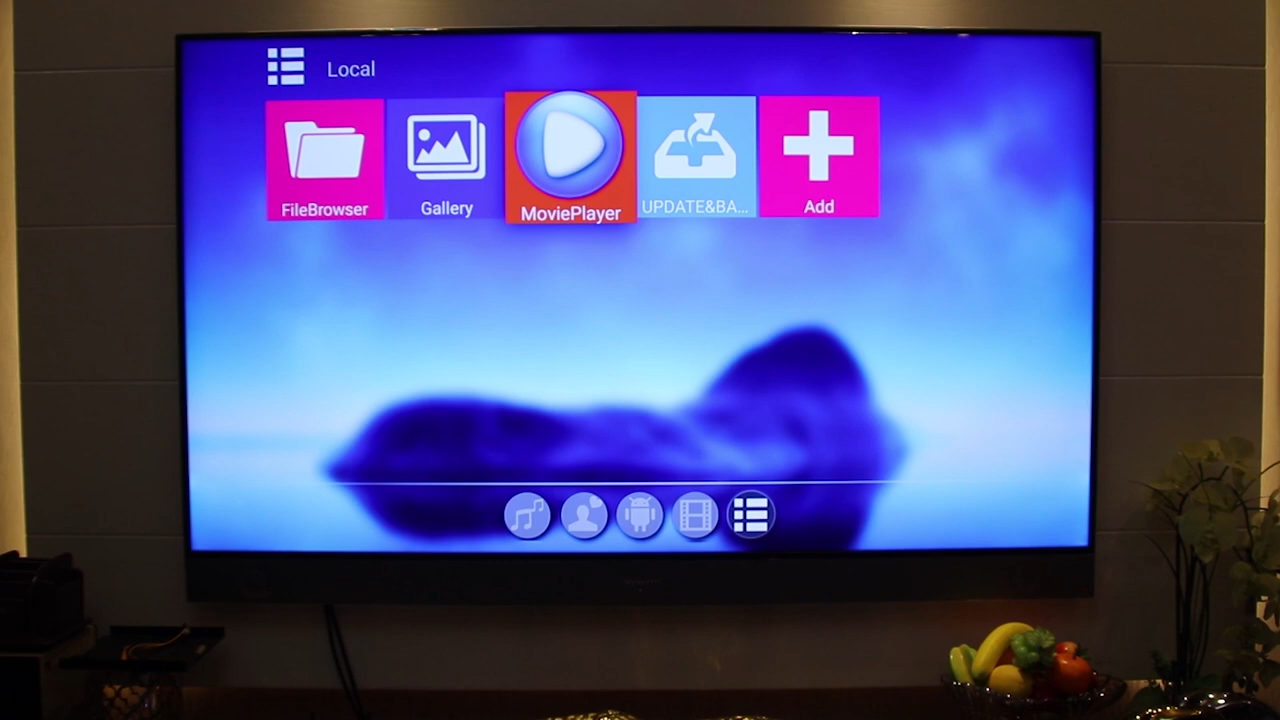 Local
FileBrowser
Gallery
MoviePlayer
UPDATE&BA...
Add